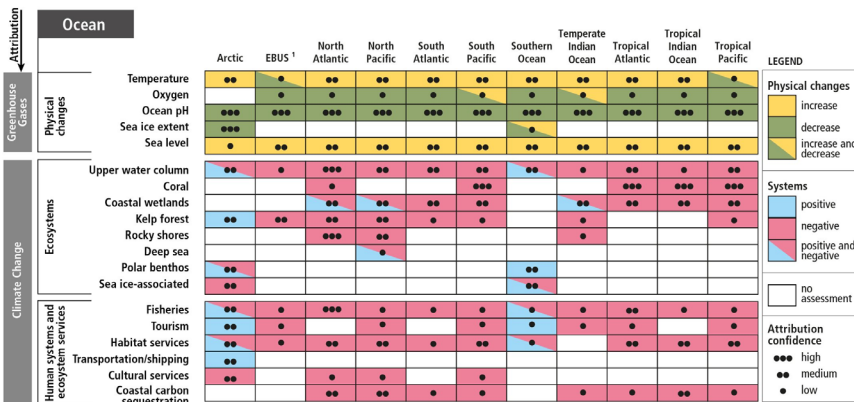 Attribution
Ocean
Arctic
EBUS 1
North
Atlantic
North
Pacific
South
Atlantic
South
Pacific
Southern
Ocean
Temperate
Indian
Ocean
Tropical
Atlantic
Tropical
Indian
Ocean
Tropical
Pacific
Greenhouse
Gases
Physical
changes
Temperature
Oxygen
Ocean pH
Sea ice extent
Sea level
Climate Change
Ecosystems
Upper water column
Coral
Coastal wetlands
Kelp forest
Rocky shores
Deep sea
Polar benthos
Sea ice-associated
Human systems and
ecosystem services
Fisheries
Tourism
Habitat services
Transportation/shipping
Cultural services
Coastal carbon
sequestration
LEGEND
Physical changes
increase
decrease
increase and
decrease
Systems
positive
negative
positive and
negative
no
assessment
Attribution
confidence
high
medium
low